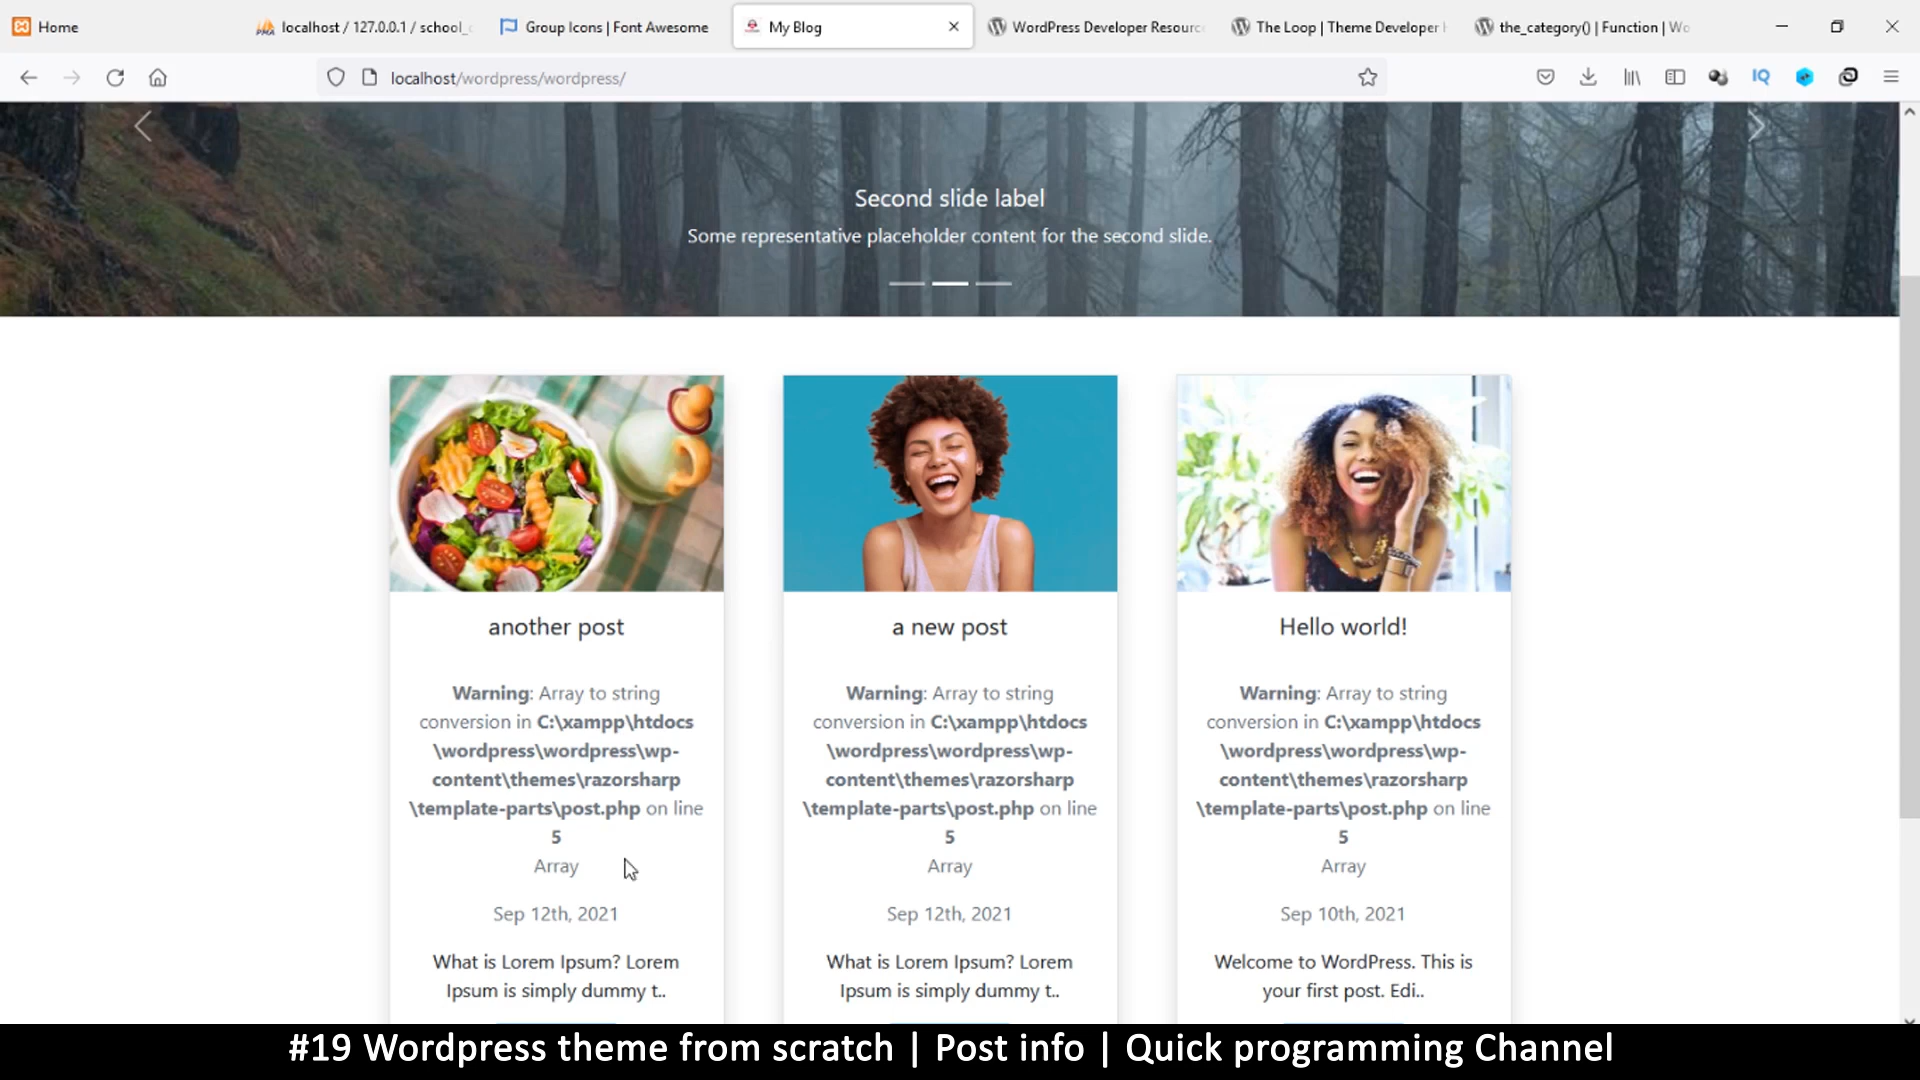 Home
localhost / 127.0.0.1 / school_
Group Icons | Font Awesome
My Blog
WordPress Developer Resourc
The Loop | Theme Developer H
the_category() | Function | Wo
localhost/wordpress/wordpress/
IQ
Second slide label
Some representative placeholder content for the second slide.
another post
Warning: Array to string
conversion in C:\xampp\htdocs
\wordpress\wordpress\wp-
content\themes\razorsharp
\template-parts\post.php on line
5
Array
Sep 12th, 2021
What is Lorem Ipsum? Lorem
Ipsum is simply dummy t..
a new post
Warning: Array to string
conversion in C:\xampp\htdocs
\wordpress\wordpress\wp-
content\themes\razorsharp
\template-parts\post.php on line
5
Array
Sep 12th, 2021
What is Lorem Ipsum? Lorem
Ipsum is simply dummy t..
Hello world!
Warning: Array to string
conversion in C:\xampp\htdocs
\wordpress\wordpress\wp-
content\themes\razorsharp
\template-parts\post.php on line
5
Array
Sep 10th, 2021
Welcome to WordPress. This is
your first post. Edi..
#19 Wordpress theme from scratch | Post info | Quick programming Channel